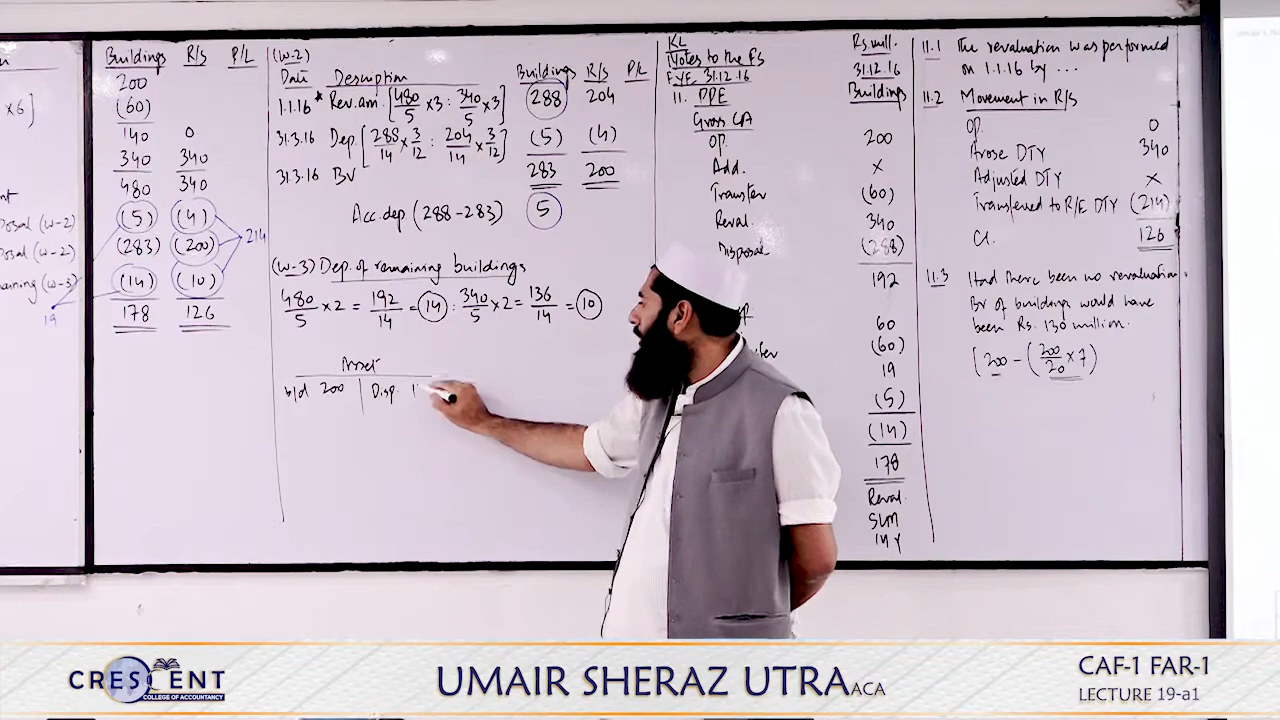 × 6]
Buildings R/S P/L
200
(60)
140 0
340 340
480 340
(5) (4)
(283) (200)
214
(14) (10)
178 126
posal (w-2)
posal (w-2)
aining (w-3)
19
(w-2)
Date Description Buildings R/S P/L
1.1.16 * Rev. am. [480/5 ×3 : 340/5 ×3] 288 204
31.3.16 Dep. [288/14 × 3/12 : 204/14 × 3/12] (5) (4)
31.3.16 BV 283 200
Acc. dep (288 - 283) 5
(w-3) Dep. of remaining buildings
480/5 ×2 = 192/14 = 14 : 340/5 ×2 = 136/14 = 10
Asset
b/d 200 Disp.
KL
Notes to the FS
F.Y.E. 31.12.16
Rs. mill.
31.12.16
Buildings
11. PPE
Gross CA
Op. 200
Add. ×
Transfer (60)
Reval. 340
Disposal (288)
192
60
(60)
19
(5)
(14)
178
Reval.
SLM
14 Y
11.1 The revaluation was performed
on 1.1.16 by ...
11.2 Movement in R/S
Op. 0
Arose DTY 340
Adjusted DTY ×
Transferred to R/E DTY (214)
Cl. 126
11.3 Had there been no revaluation
BV of buildings would have
been Rs. 130 million.
[200 - (200/20 × 7)
CRESCENT
COLLEGE OF ACCOUNTANCY
UMAIR SHERAZ UTRA ACA
CAF-1 FAR-1
LECTURE 19-a1